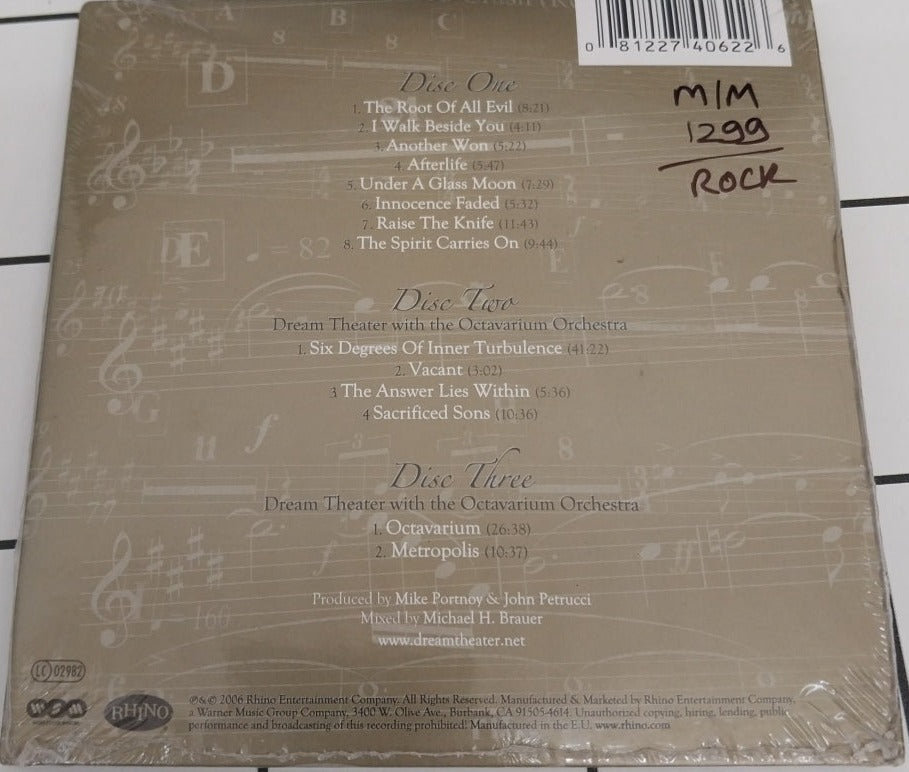 A
B
C
0 81227 40622 6
D
M/M
1299
ROCK
Disc One
1. The Root Of All Evil (8:21)
2. I Walk Beside You (4:11)
3. Another Won (5:22)
4. Afterlife (5:47)
5. Under A Glass Moon (7:29)
6. Innocence Faded (5:32)
7. Raise The Knife (11:43)
8. The Spirit Carries On (9:44)
E
= 82
Disc Two
Dream Theater with the Octavarium Orchestra
1. Six Degrees Of Inner Turbulence (41:22)
2. Vacant (3:02)
3 The Answer Lies Within (5:36)
4 Sacrificed Sons (10:36)
G
11
f
3
3
8
Disc Three
Dream Theater with the Octavarium Orchestra
1. Octavarium (26:38)
2. Metropolis (10:37)
= 160
Produced by Mike Portnoy & John Petrucci
Mixed by Michael H. Brauer
www.dreamtheater.net
LC 02982
RHINO
℗&© 2006 Rhino Entertainment Company. All Rights Reserved. Manufactured & Marketed by Rhino Entertainment Company,
a Warner Music Group Company, 3400 W. Olive Ave., Burbank, CA 91505-4614. Unauthorized copying, hiring, lending, public
performance and broadcasting of this recording prohibited. Manufactured in the E.U. www.rhino.com